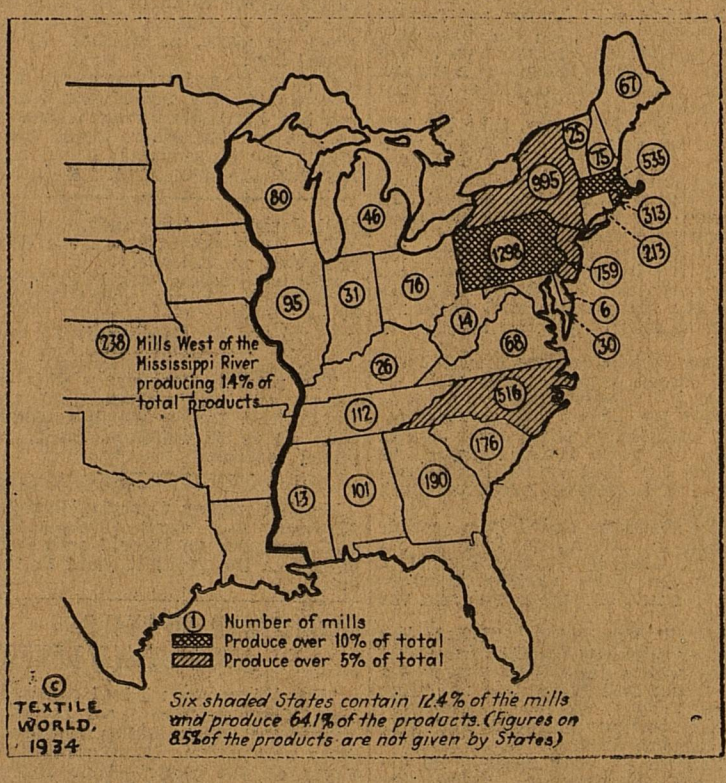 67
25
75
535
995
313
213
80
46
1298
759
95
31
76
6
14
30
238 Mills West of the
Mississippi River
producing 1.4% of
total products
68
26
516
112
176
13
101
190
1 Number of mills
Produce over 10% of total
Produce over 5% of total
©
TEXTILE
WORLD,
1934
Six shaded States contain 72.4% of the mills
and produce 64.1% of the products. (Figures on
8.5% of the products are not given by States)